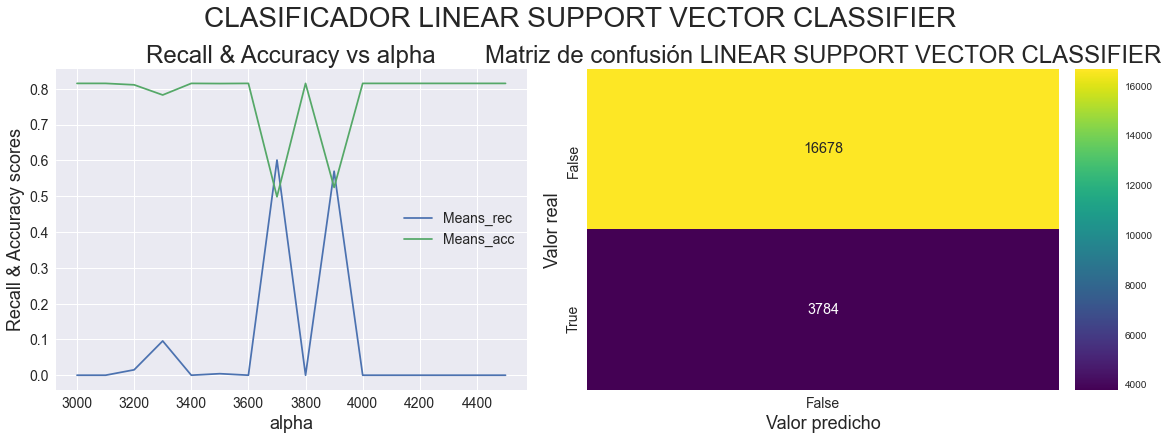 CLASIFICADOR LINEAR SUPPORT VECTOR CLASSIFIER
Recall & Accuracy vs alpha
Recall & Accuracy scores
0.8
0.7
0.6
0.5
0.4
0.3
0.2
0.1
0.0
Means_rec
Means_acc
3000 3200 3400 3600 3800 4000 4200 4400
alpha
Matriz de confusión LINEAR SUPPORT VECTOR CLASSIFIER
Valor real
False
True
16678
3784
False
Valor predicho
16000
14000
12000
10000
8000
6000
4000